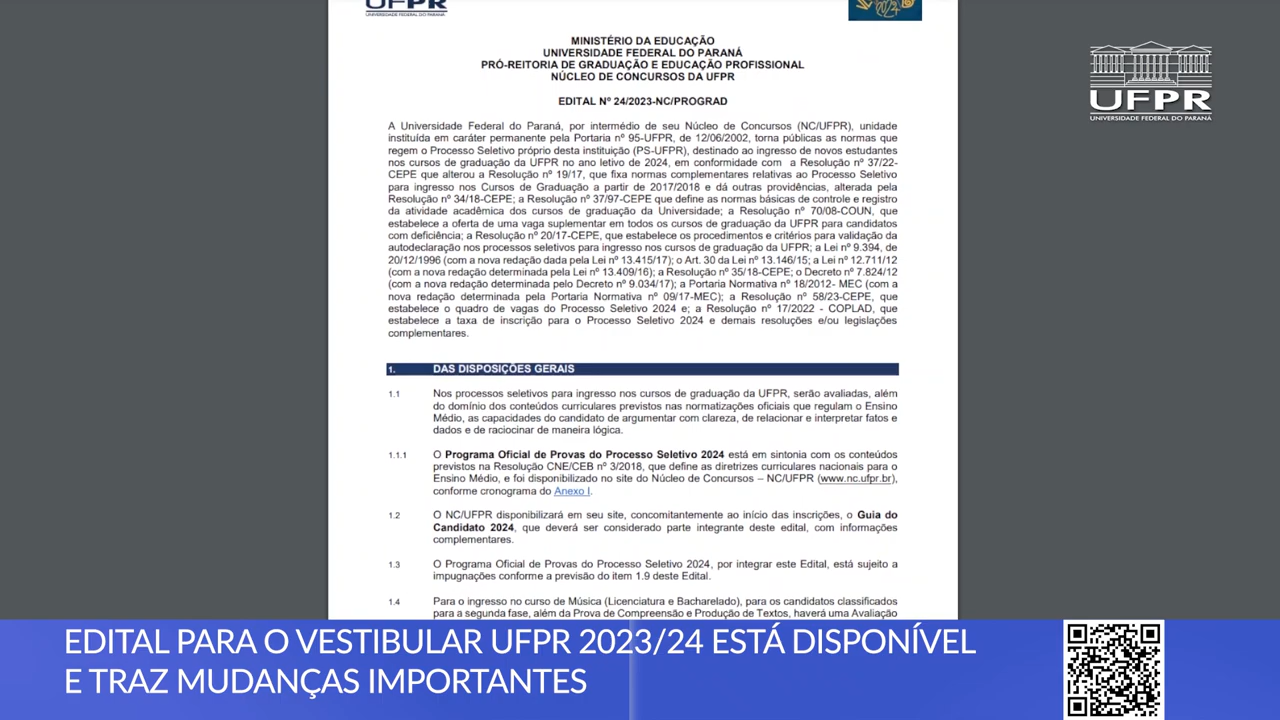 UFPR
UNIVERSIDADE FEDERAL DO PARANÁ
MINISTÉRIO DA EDUCAÇÃO
UNIVERSIDADE FEDERAL DO PARANÁ
PRÓ-REITORIA DE GRADUAÇÃO E EDUCAÇÃO PROFISSIONAL
NÚCLEO DE CONCURSOS DA UFPR
EDITAL Nº 24/2023-NC/PROGRAD
A Universidade Federal do Paraná, por intermédio de seu Núcleo de Concursos (NC/UFPR), unidade
instituída em caráter permanente pela Portaria nº 95-UFPR, de 12/06/2002, torna públicas as normas que
regem o Processo Seletivo próprio desta instituição (PS-UFPR), destinado ao ingresso de novos estudantes
nos cursos de graduação da UFPR no ano letivo de 2024, em conformidade com a Resolução nº 37/22-
CEPE que alterou a Resolução nº 19/17, que fixa normas complementares relativas ao Processo Seletivo
para ingresso nos Cursos de Graduação a partir de 2017/2018 e dá outras providências, alterada pela
Resolução nº 34/18-CEPE; a Resolução nº 37/97-CEPE que define as normas básicas de controle e registro
da atividade acadêmica dos cursos de graduação da Universidade; a Resolução nº 70/08-COUN, que
estabelece a oferta de uma vaga suplementar em todos os cursos de graduação da UFPR para candidatos
com deficiência; a Resolução nº 20/17-CEPE, que estabelece os procedimentos e critérios para validação da
autodeclaração nos processos seletivos para ingresso nos cursos de graduação da UFPR; a Lei nº 9.394, de
20/12/1996 (com a nova redação dada pela Lei nº 13.415/17); o Art. 30 da Lei nº 13.146/15; a Lei nº 12.711/12
(com a nova redação determinada pela Lei nº 13.409/16); a Resolução nº 35/18-CEPE; o Decreto nº 7.824/12
(com a nova redação determinada pelo Decreto nº 9.034/17); a Portaria Normativa nº 18/2012- MEC (com a
nova redação determinada pela Portaria Normativa nº 09/17-MEC); a Resolução nº 58/23-CEPE, que
estabelece o quadro de vagas do Processo Seletivo 2024 e; a Resolução nº 17/2022 - COPLAD, que
estabelece a taxa de inscrição para o Processo Seletivo 2024 e demais resoluções e/ou legislações
complementares.
1. DAS DISPOSIÇÕES GERAIS
1.1 Nos processos seletivos para ingresso nos cursos de graduação da UFPR, serão avaliadas, além
do domínio dos conteúdos curriculares previstos nas normatizações oficiais que regulam o Ensino
Médio, as capacidades do candidato de argumentar com clareza, de relacionar e interpretar fatos e
dados e de raciocinar de maneira lógica.
1.1.1 O Programa Oficial de Provas do Processo Seletivo 2024 está em sintonia com os conteúdos
previstos na Resolução CNE/CEB nº 3/2018, que define as diretrizes curriculares nacionais para o
Ensino Médio, e foi disponibilizado no site do Núcleo de Concursos – NC/UFPR (www.nc.ufpr.br),
conforme cronograma do Anexo I.
1.2 O NC/UFPR disponibilizará em seu site, concomitantemente ao início das inscrições, o Guia do
Candidato 2024, que deverá ser considerado parte integrante deste edital, com informações
complementares.
1.3 O Programa Oficial de Provas do Processo Seletivo 2024, por integrar este Edital, está sujeito a
impugnações conforme a previsão do item 1.9 deste Edital.
1.4 Para o ingresso no curso de Música (Licenciatura e Bacharelado), para os candidatos classificados
para a segunda fase, além da Prova de Compreensão e Produção de Textos, haverá uma Avaliação
UFPR
UNIVERSIDADE FEDERAL DO PARANÁ
EDITAL PARA O VESTIBULAR UFPR 2023/24 ESTÁ DISPONÍVEL
E TRAZ MUDANÇAS IMPORTANTES